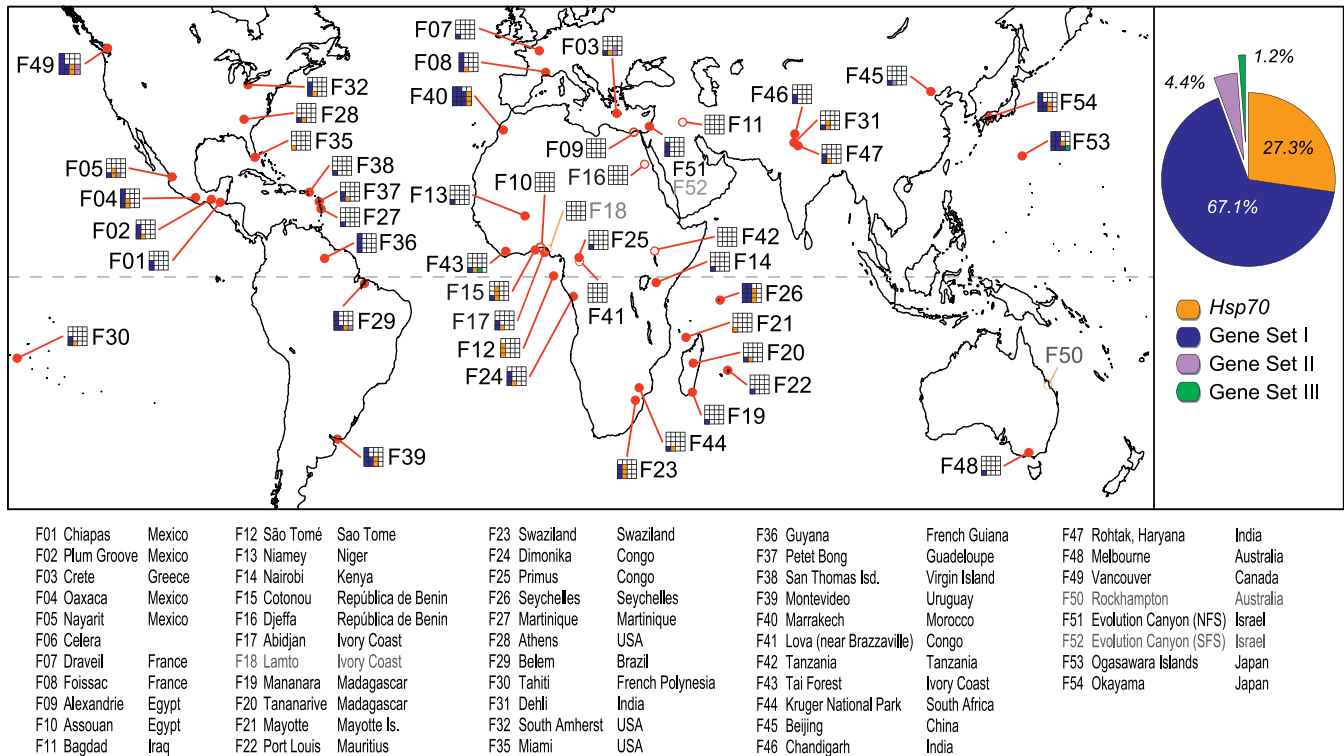 F49
F32
F28
F35
F05
F38
F04
F37
F02
F27
F01
F36
F29
F30
F39
F07
F08
F03
F40
F11
F09
F51
F52
F16
F10
F13
F18
F25
F42
F43
F14
F15
F41
F17
F26
F12
F21
F24
F20
F22
F19
F44
F23
F45
F46
F31
F47
F54
F53
F50
F48
1.2%
4.4%
27.3%
67.1%
Hsp70
Gene Set I
Gene Set II
Gene Set III
F01 Chiapas Mexico
F02 Plum Groove Mexico
F03 Crete Greece
F04 Oaxaca Mexico
F05 Nayarit Mexico
F06 Celera
F07 Draveil France
F08 Foissac France
F09 Alexandrie Egypt
F10 Assouan Egypt
F11 Bagdad Iraq
F12 São Tomé Sao Tome
F13 Niamey Niger
F14 Nairobi Kenya
F15 Cotonou República de Benin
F16 Djeffa República de Benin
F17 Abidjan Ivory Coast
F18 Lamto Ivory Coast
F19 Mananara Madagascar
F20 Tananarive Madagascar
F21 Mayotte Mayotte Is.
F22 Port Louis Mauritius
F23 Swaziland Swaziland
F24 Dimonika Congo
F25 Primus Congo
F26 Seychelles Seychelles
F27 Martinique Martinique
F28 Athens USA
F29 Belem Brazil
F30 Tahiti French Polynesia
F31 Dehli India
F32 South Amherst USA
F35 Miami USA
F36 Guyana French Guiana
F37 Petet Bong Guadeloupe
F38 San Thomas Isd. Virgin Island
F39 Montevideo Uruguay
F40 Marrakech Morocco
F41 Lova (near Brazzaville) Congo
F42 Tanzania Tanzania
F43 Tai Forest Ivory Coast
F44 Kruger National Park South Africa
F45 Beijing China
F46 Chandigarh India
F47 Rohtak, Haryana India
F48 Melbourne Australia
F49 Vancouver Canada
F50 Rockhampton Australia
F51 Evolution Canyon (NFS) Israel
F52 Evolution Canyon (SFS) Israel
F53 Ogasawara Islands Japan
F54 Okayama Japan